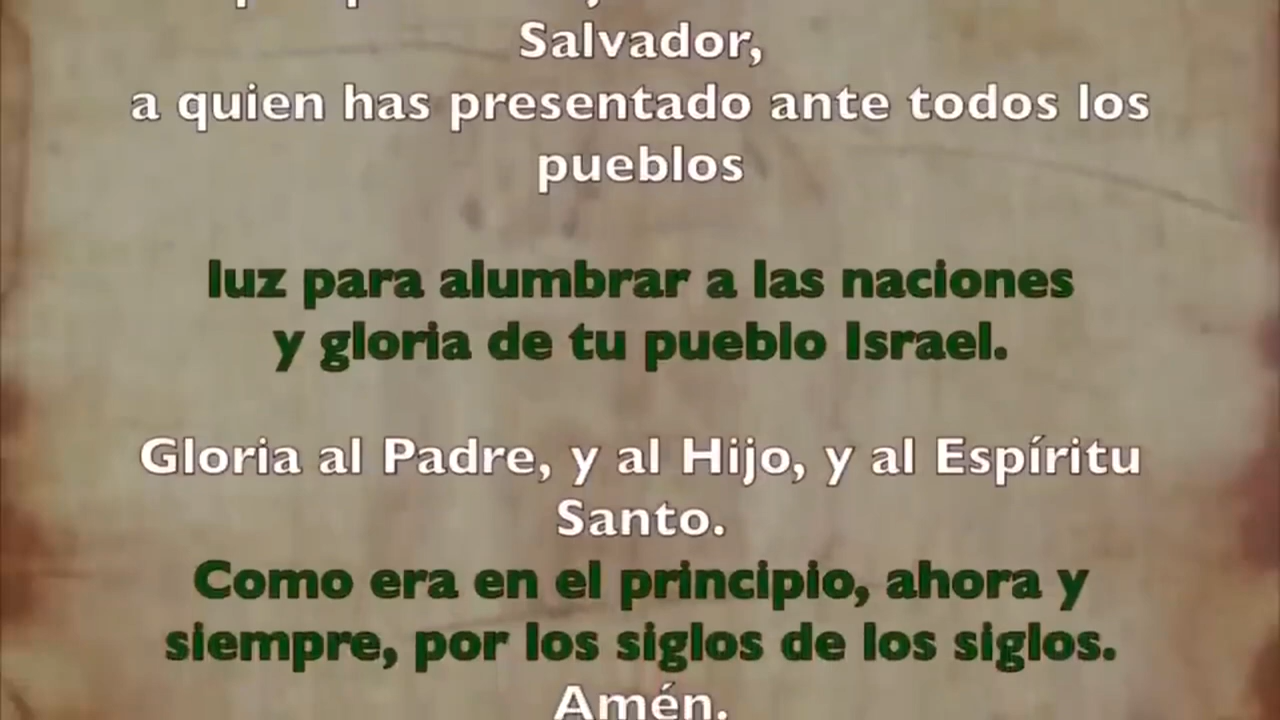 Salvador,
a quien has presentado ante todos los
pueblos
luz para alumbrar a las naciones
y gloria de tu pueblo Israel.
Gloria al Padre, y al Hijo, y al Espíritu
Santo.
Como era en el principio, ahora y
siempre, por los siglos de los siglos.
Amén.